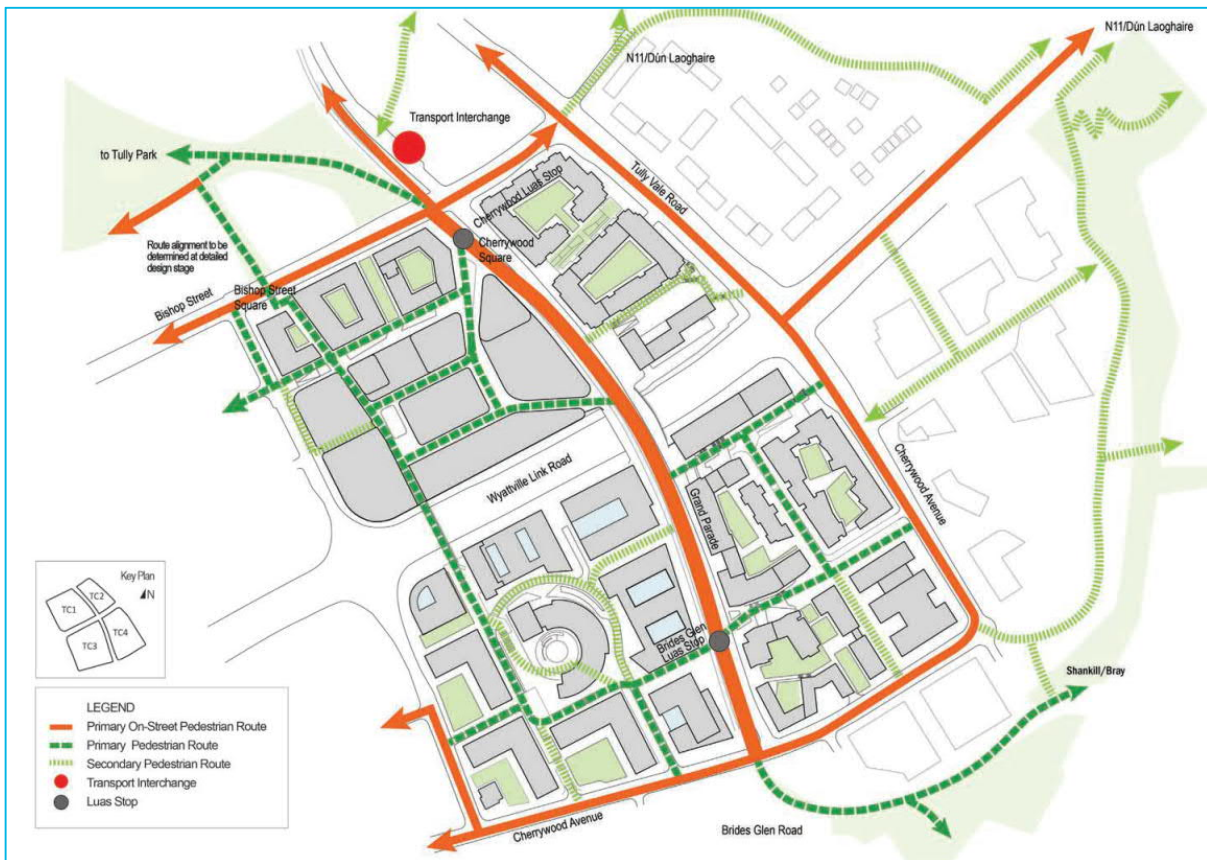 N11/Dún Laoghaire
N11/Dún Laoghaire
Transport Interchange
to Tully Park
Tully Vale Road
Cherrywood Luas Stop
Cherrywood
Square
Route alignment to be
determined at detailed
design stage
Bishop Street
Square
Bishop Street
Wyattville Link Road
Grand Parade
Cherrywood Avenue
Key Plan
N
TC1
TC2
TC3
TC4
Brides Glen
Luas Stop
Shankill/Bray
LEGEND
Primary On-Street Pedestrian Route
Primary Pedestrian Route
Secondary Pedestrian Route
Transport Interchange
Luas Stop
Cherrywood Avenue
Brides Glen Road